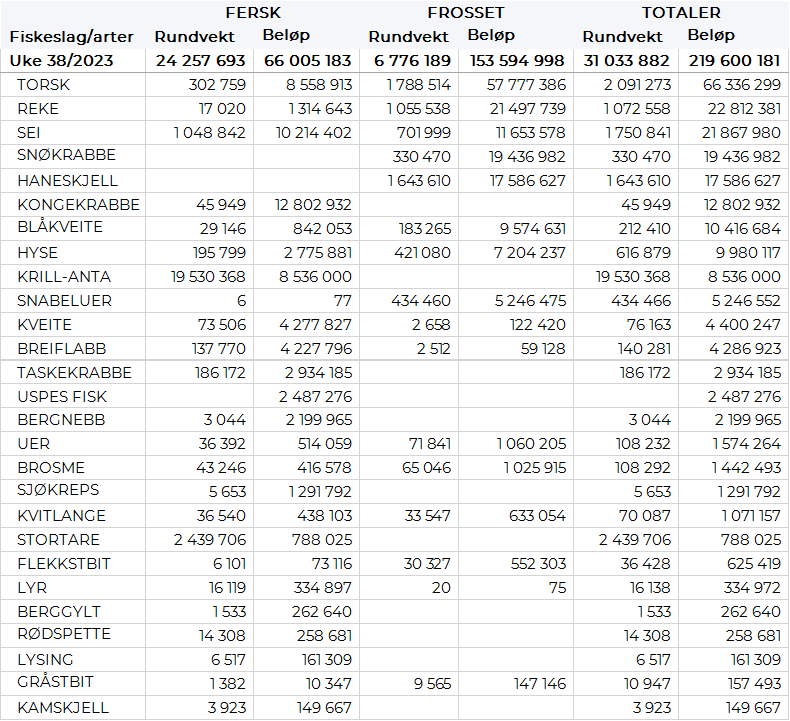 FERSK FROSSET TOTALER
Fiskeslag/arter Rundvekt Beløp Rundvekt Beløp Rundvekt Beløp
Uke 38/2023 24 257 693 66 005 183 6 776 189 153 594 998 31 033 882 219 600 181
TORSK 302 759 8 558 913 1 788 514 57 777 386 2 091 273 66 336 299
REKE 17 020 1 314 643 1 055 538 21 497 739 1 072 558 22 812 381
SEI 1 048 842 10 214 402 701 999 11 653 578 1 750 841 21 867 980
SNØKRABBE 330 470 19 436 982 330 470 19 436 982
HANESKJELL 1 643 610 17 586 627 1 643 610 17 586 627
KONGEKRABBE 45 949 12 802 932 45 949 12 802 932
BLÅKVEITE 29 146 842 053 183 265 9 574 631 212 410 10 416 684
HYSE 195 799 2 775 881 421 080 7 204 237 616 879 9 980 117
KRILL-ANTA 19 530 368 8 536 000 19 530 368 8 536 000
SNABELUER 6 77 434 460 5 246 475 434 466 5 246 552
KVEITE 73 506 4 277 827 2 658 122 420 76 163 4 400 247
BREIFLABB 137 770 4 227 796 2 512 59 128 140 281 4 286 923
TASKEKRABBE 186 172 2 934 185 186 172 2 934 185
USPES FISK 2 487 276 2 487 276
BERGNEBB 3 044 2 199 965 3 044 2 199 965
UER 36 392 514 059 71 841 1 060 205 108 232 1 574 264
BROSME 43 246 416 578 65 046 1 025 915 108 292 1 442 493
SJØKREPS 5 653 1 291 792 5 653 1 291 792
KVITLANGE 36 540 438 103 33 547 633 054 70 087 1 071 157
STORTARE 2 439 706 788 025 2 439 706 788 025
FLEKKSTBIT 6 101 73 116 30 327 552 303 36 428 625 419
LYR 16 119 334 897 20 75 16 138 334 972
BERGGYLT 1 533 262 640 1 533 262 640
RØDSPETTE 14 308 258 681 14 308 258 681
LYSING 6 517 161 309 6 517 161 309
GRÅSTBIT 1 382 10 347 9 565 147 146 10 947 157 493
KAMSKJELL 3 923 149 667 3 923 149 667